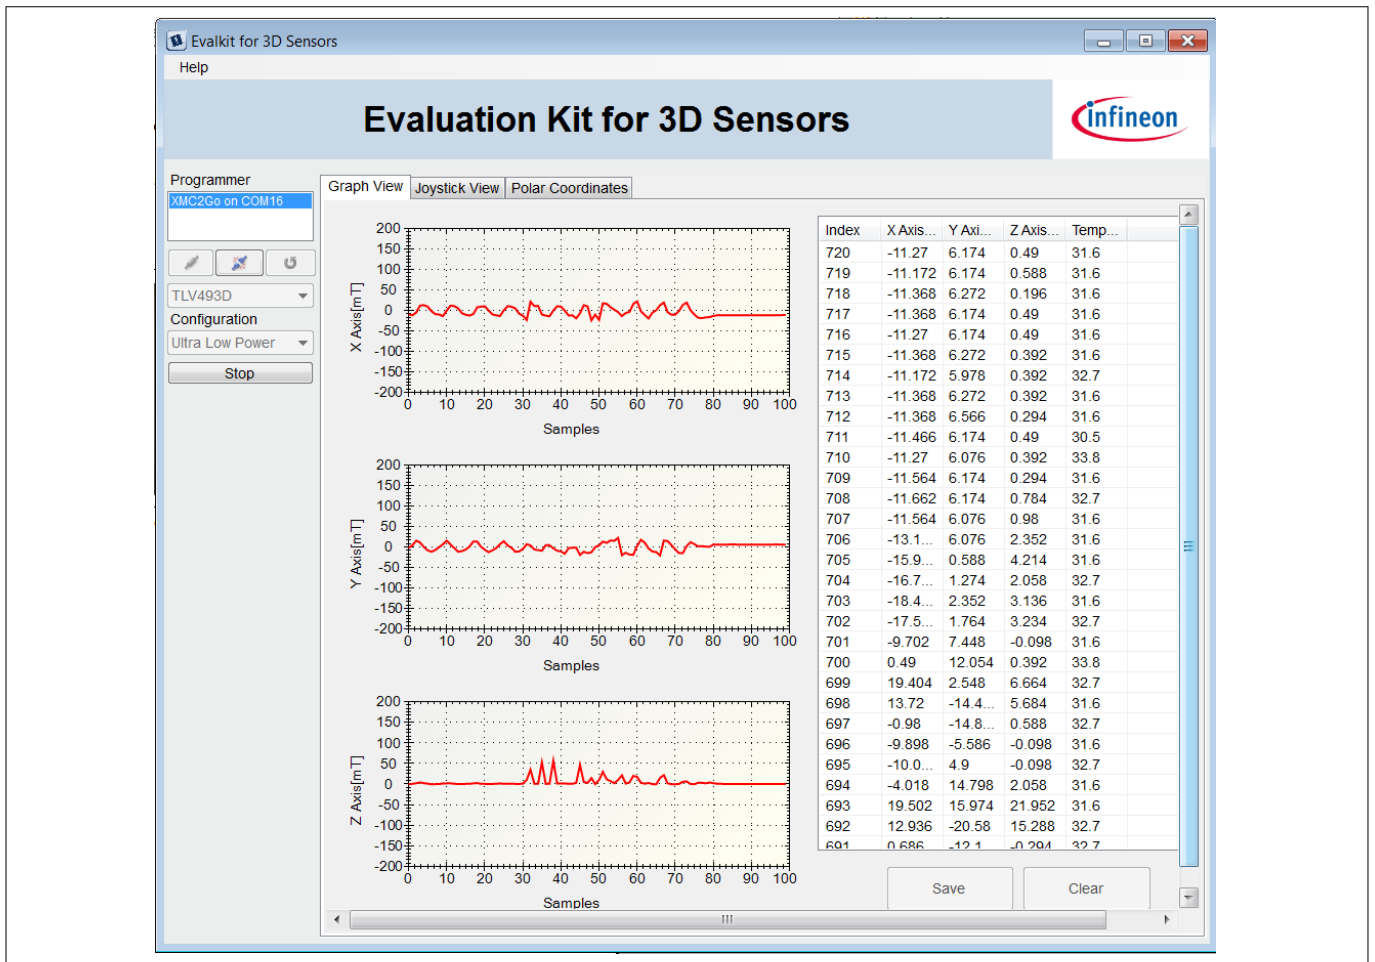 Evalkit for 3D Sensors
Help
Evaluation Kit for 3D Sensors
infineon
Programmer
XMC2Go on COM16
TLV493D
Configuration
Ultra Low Power
Stop
Graph View Joystick View Polar Coordinates
200
150
100
50
0
-50
-100
-150
-200
X Axis[mT]
0 10 20 30 40 50 60 70 80 90 100
Samples
200
150
100
50
0
-50
-100
-150
-200
Y Axis[mT]
0 10 20 30 40 50 60 70 80 90 100
Samples
200
150
100
50
0
-50
-100
-150
-200
Z Axis[mT]
0 10 20 30 40 50 60 70 80 90 100
Samples
Index X Axis... Y Axi... Z Axis... Temp...
720 -11.27 6.174 0.49 31.6
719 -11.172 6.174 0.588 31.6
718 -11.368 6.272 0.196 31.6
717 -11.368 6.174 0.49 31.6
716 -11.27 6.174 0.49 31.6
715 -11.368 6.272 0.392 31.6
714 -11.172 5.978 0.392 32.7
713 -11.368 6.272 0.392 31.6
712 -11.368 6.566 0.294 31.6
711 -11.466 6.174 0.49 30.5
710 -11.27 6.076 0.392 33.8
709 -11.564 6.174 0.294 31.6
708 -11.662 6.174 0.784 32.7
707 -11.564 6.076 0.98 31.6
706 -13.1... 6.076 2.352 31.6
705 -15.9... 0.588 4.214 31.6
704 -16.7... 1.274 2.058 32.7
703 -18.4... 2.352 3.136 31.6
702 -17.5... 1.764 3.234 32.7
701 -9.702 7.448 -0.098 31.6
700 0.49 12.054 0.392 33.8
699 19.404 2.548 6.664 32.7
698 13.72 -14.4... 5.684 31.6
697 -0.98 -14.8... 0.588 32.7
696 -9.898 -5.586 -0.098 31.6
695 -10.0... 4.9 -0.098 32.7
694 -4.018 14.798 2.058 31.6
693 19.502 15.974 21.952 31.6
692 12.936 -20.58 15.288 32.7
691 0.686 -12.1 -0.294 32.7
Save Clear